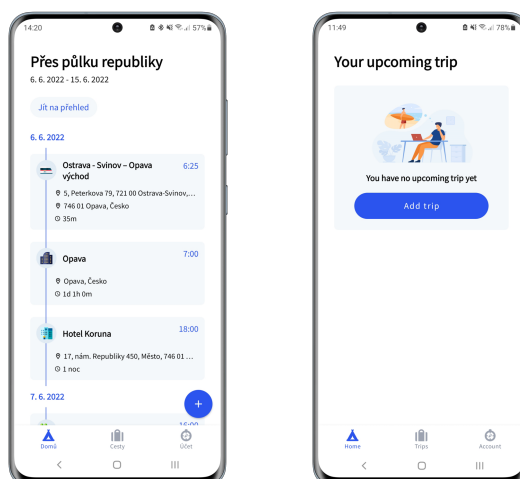 14:20
57%
Přes půlku republiky
6. 6. 2022 - 15. 6. 2022
Jít na přehled
6. 6. 2022
Ostrava - Svinov – Opava 6:25
východ
5, Peterkova 79, 721 00 Ostrava-Svinov,...
746 01 Opava, Česko
35m
Opava 7:00
Opava, Česko
1d 1h 0m
Hotel Koruna 18:00
17, nám. Republiky 450, Město, 746 01 ...
1 noc
7. 6. 2022
+
16:00
Domů Cesty Účet
11:49
78%
Your upcoming trip
You have no upcoming trip yet
Add trip
Home Trips Account